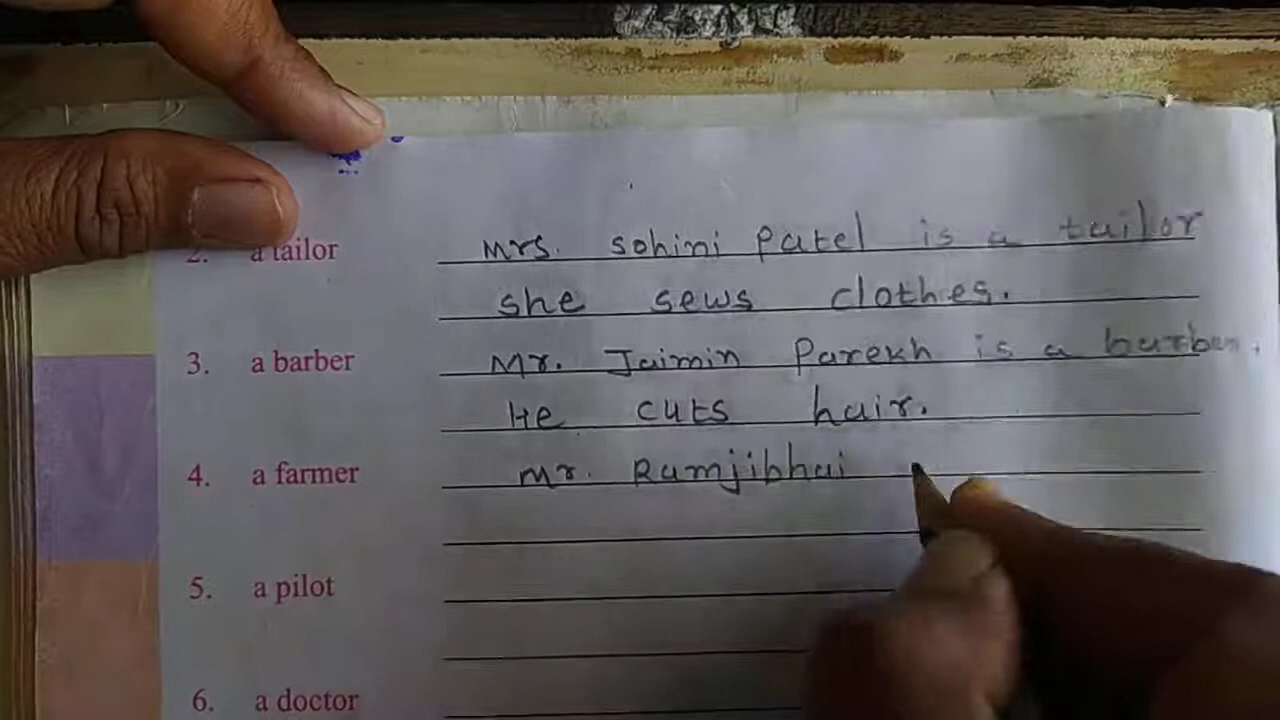 2. a tailor Mrs. sohini patel is a tailor
she sews clothes.
3. a barber Mr. Jaimin Parekh is a barber.
He cuts hair.
4. a farmer Mr. Ramjibhai
5. a pilot
6. a doctor